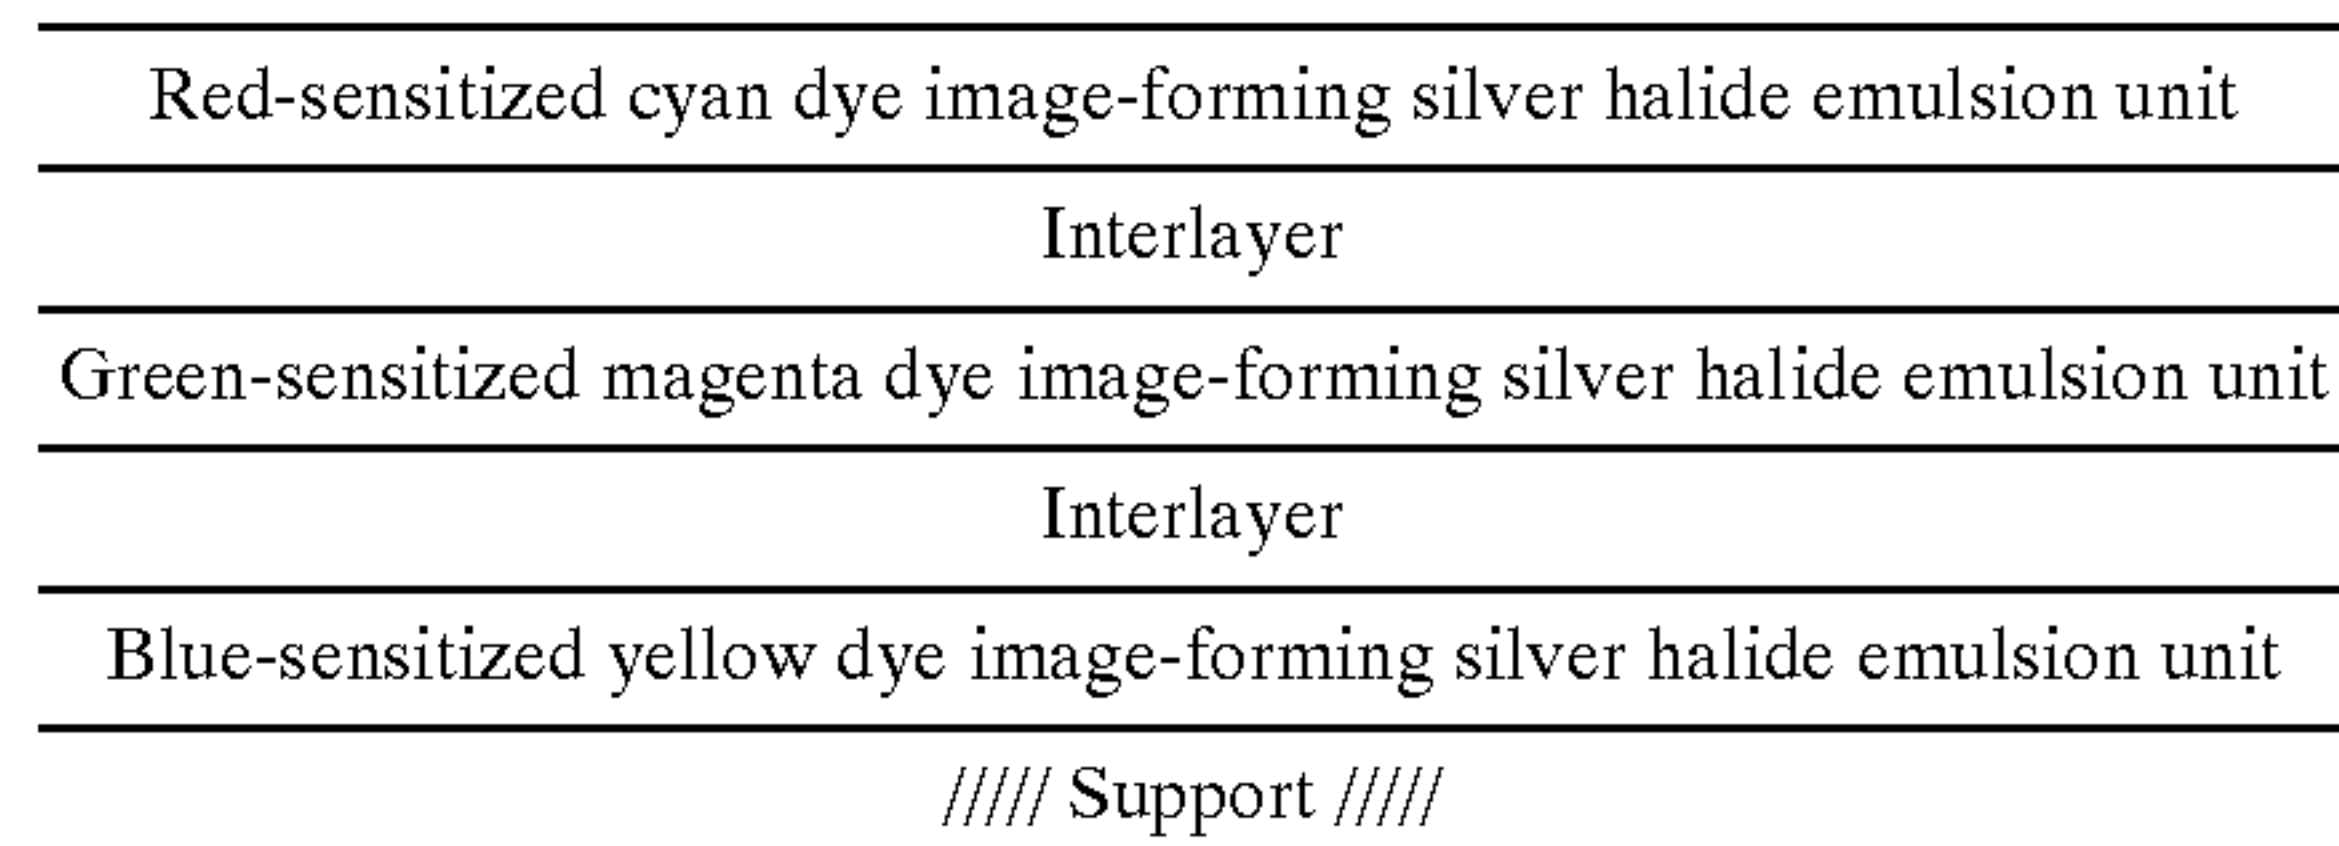 Red-sensitized cyan dye image-forming silver halide emulsion unit
Interlayer
Green-sensitized magenta dye image-forming silver halide emulsion unit
Interlayer
Blue-sensitized yellow dye image-forming silver halide emulsion unit
///// Support /////